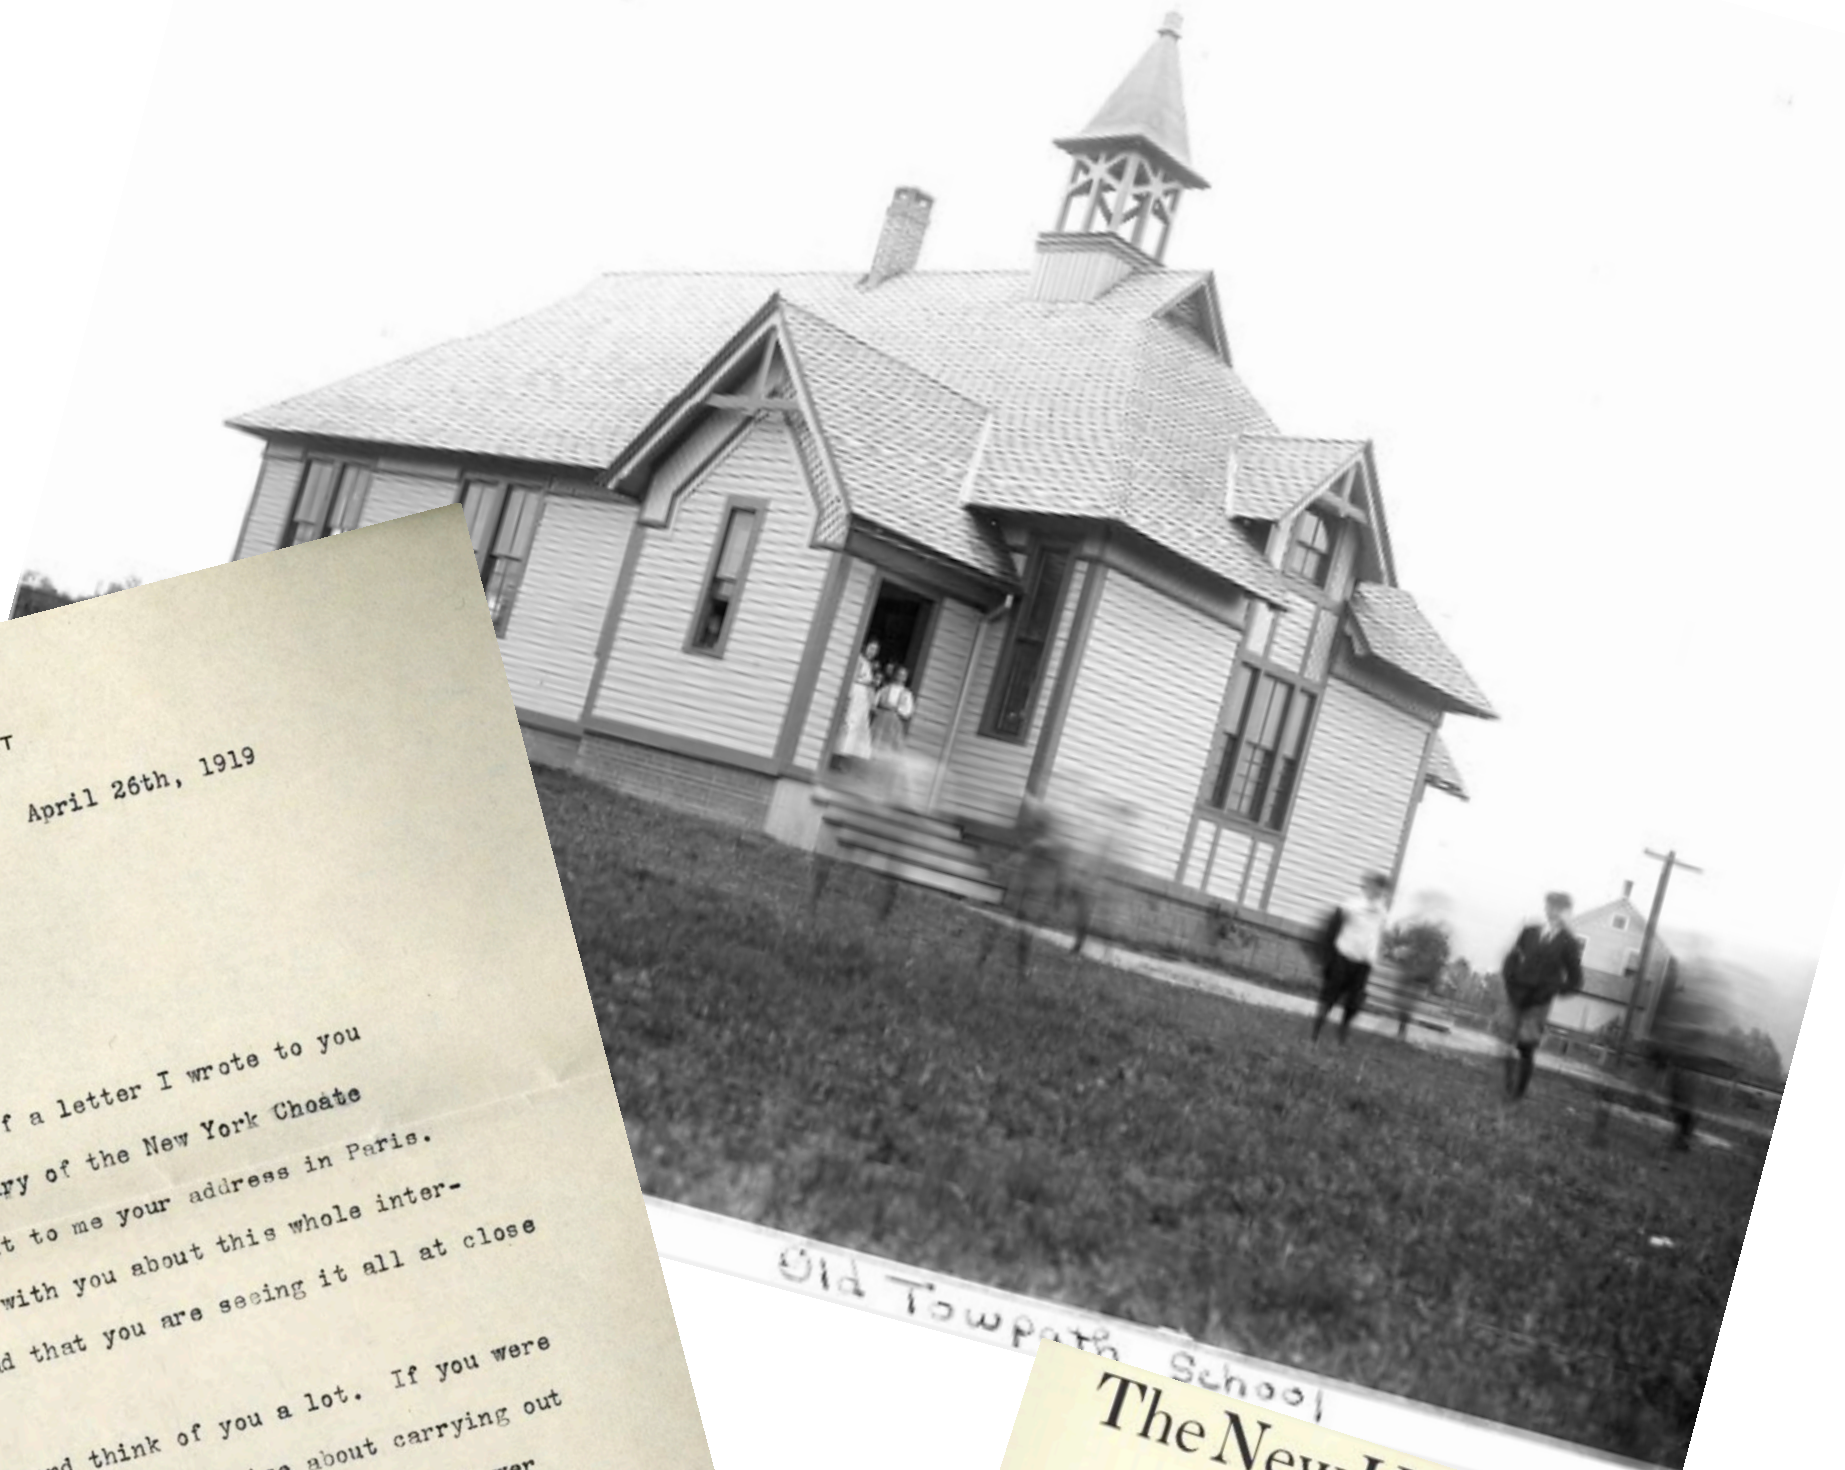 April 26th, 1919
a letter I wrote to you
of the New York Choate
to me your address in Paris.
with you about this whole inter-
that you are seeing it all at close
think of you a lot. If you were
about carrying out
Old Towpath School
The New